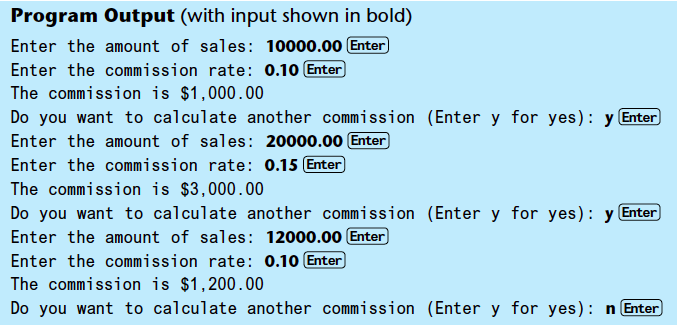 Program Output (with input shown in bold)
Enter the amount of sales: 10000.00 Enter
Enter the commission rate: 0.10 Enter
The commission is $1,000.00
Do you want to calculate another commission (Enter y for yes): y Enter
Enter the amount of sales: 20000.00 Enter
Enter the commission rate: 0.15 Enter
The commission is $3,000.00
Do you want to calculate another commission (Enter y for yes): y Enter
Enter the amount of sales: 12000.00 Enter
Enter the commission rate: 0.10 Enter
The commission is $1,200.00
Do you want to calculate another commission (Enter y for yes): n Enter